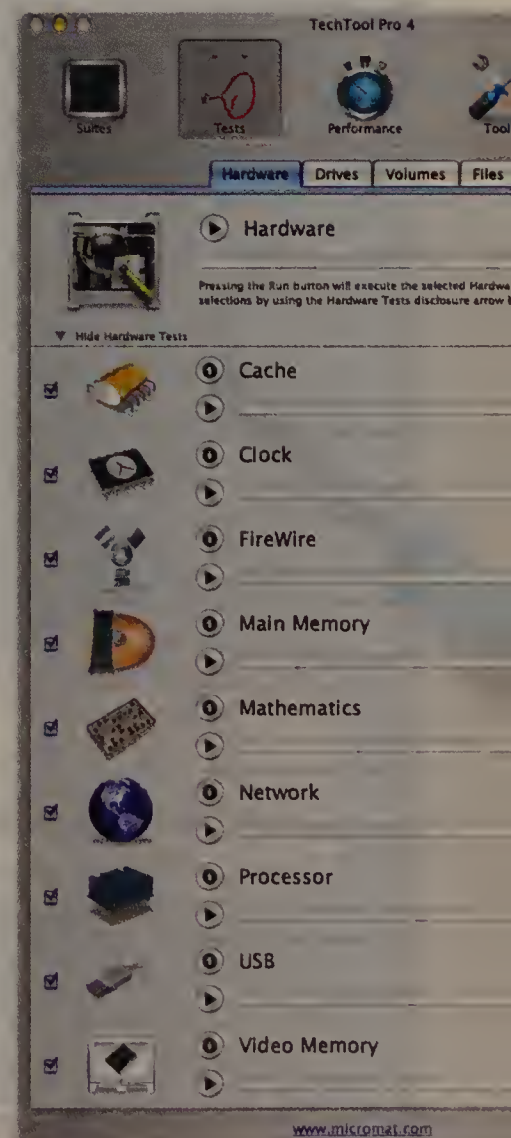 TechTool Pro 4
Suites Tests Performance Tool
Hardware Drives Volumes Files
Hardware
Pressing the Run button will execute the selected Hardwa
selections by using the Hardware Tests disclosure arrow b
Hide Hardware Tests
Cache
Clock
FireWire
Main Memory
Mathematics
Network
Processor
USB
Video Memory
www.micromat.com